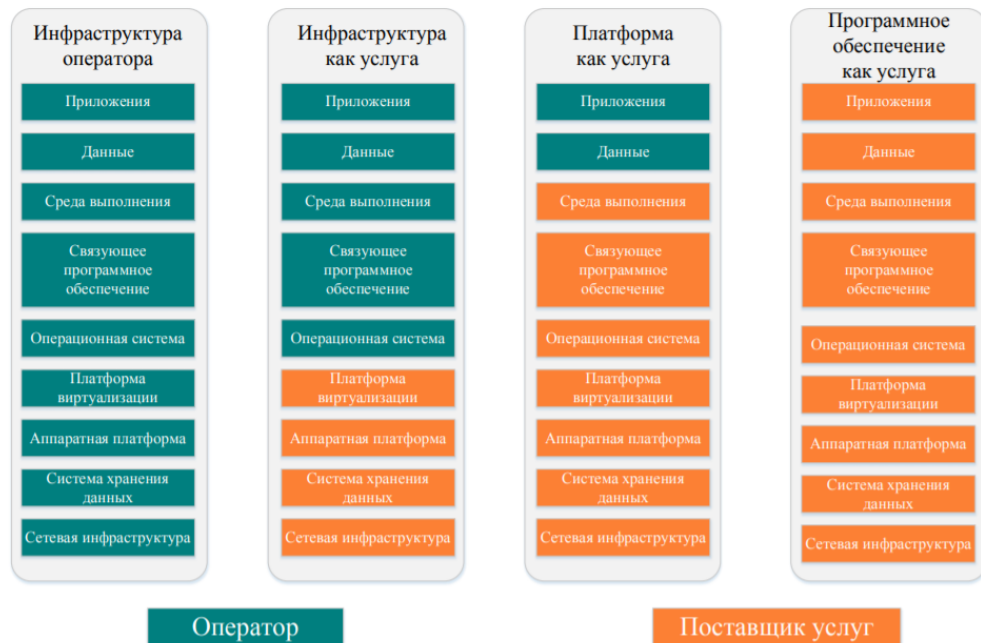 Инфраструктура
оператора
Приложения
Данные
Среда выполнения
Связующее
программное
обеспечение
Операционная система
Платформа
виртуализации
Аппаратная платформа
Система хранения
данных
Сетевая инфраструктура
Инфраструктура
как услуга
Приложения
Данные
Среда выполнения
Связующее
программное
обеспечение
Операционная система
Платформа
виртуализации
Аппаратная платформа
Система хранения
данных
Сетевая инфраструктура
Платформа
как услуга
Приложения
Данные
Среда выполнения
Связующее
программное
обеспечение
Операционная система
Платформа
виртуализации
Аппаратная платформа
Система хранения
данных
Сетевая инфраструктура
Программное
обеспечение
как услуга
Приложения
Данные
Среда выполнения
Связующее
программное
обеспечение
Операционная система
Платформа
виртуализации
Аппаратная платформа
Система хранения
данных
Сетевая инфраструктура
Оператор
Поставщик услуг